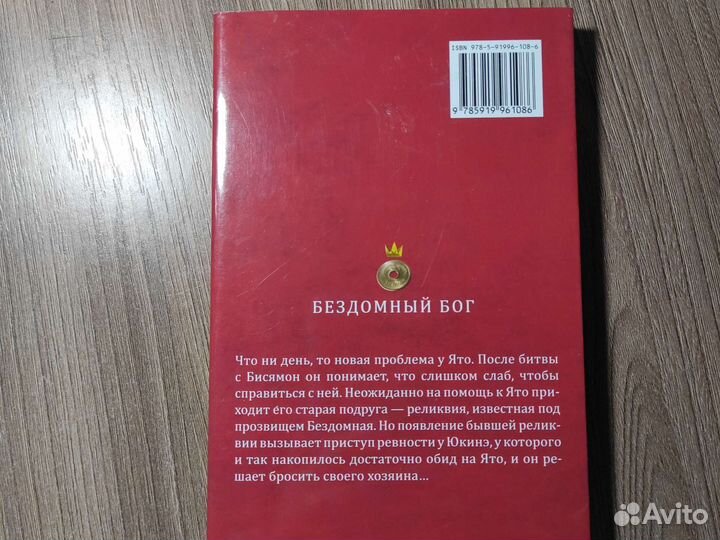 ISBN 978-5-91996-108-6
9 785919 961086
БЕЗДОМНЫЙ БОГ
Что ни день, то новая проблема у Ято. После битвы
с Бисямон он понимает, что слишком слаб, чтобы
справиться с ней. Неожиданно на помощь к Ято при-
ходит его старая подруга — реликвия, известная под
прозвищем Бездомная. Но появление бывшей релик-
вии вызывает приступ ревности у Юкинэ, у которого
и так накопилось достаточно обид на Ято, и он ре-
шает бросить своего хозяина...
Avito